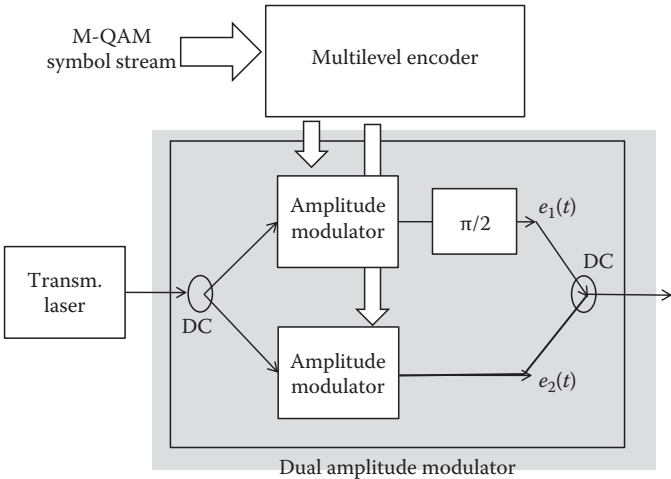 M-QAM
symbol stream
Multilevel encoder
Amplitude
modulator
π/2
e1(t)
DC
Transm.
laser
DC
Amplitude
modulator
e2(t)
Dual amplitude modulator